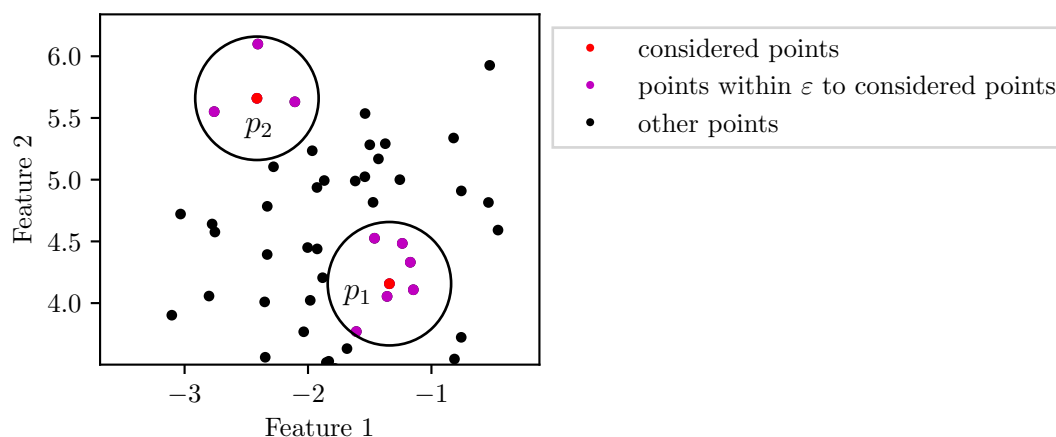 6.0
5.5
5.0
4.5
4.0
−3
−2
−1
Feature 1
Feature 2
p₂
p₁
considered points
points within ε to considered points
other points